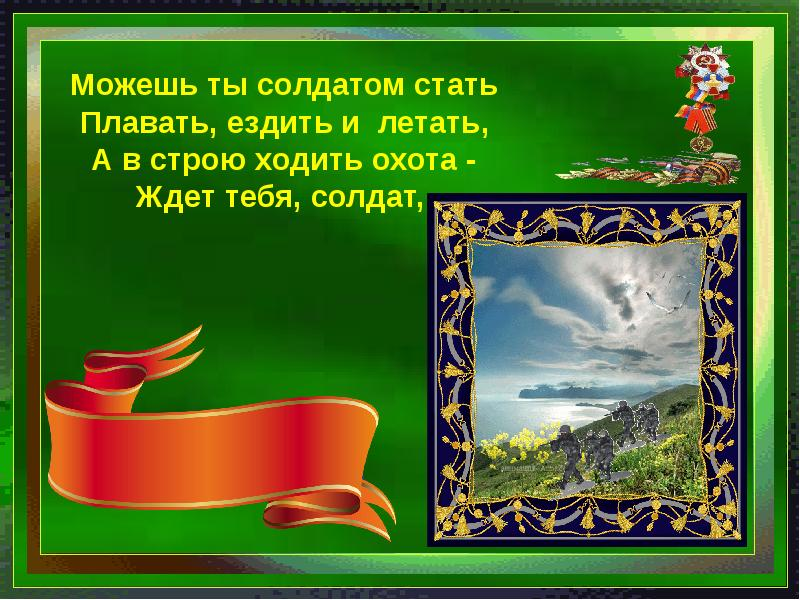 Можешь ты солдатом стать
Плавать, ездить и летать,
А в строю ходить охота -
Ждет тебя, солдат,